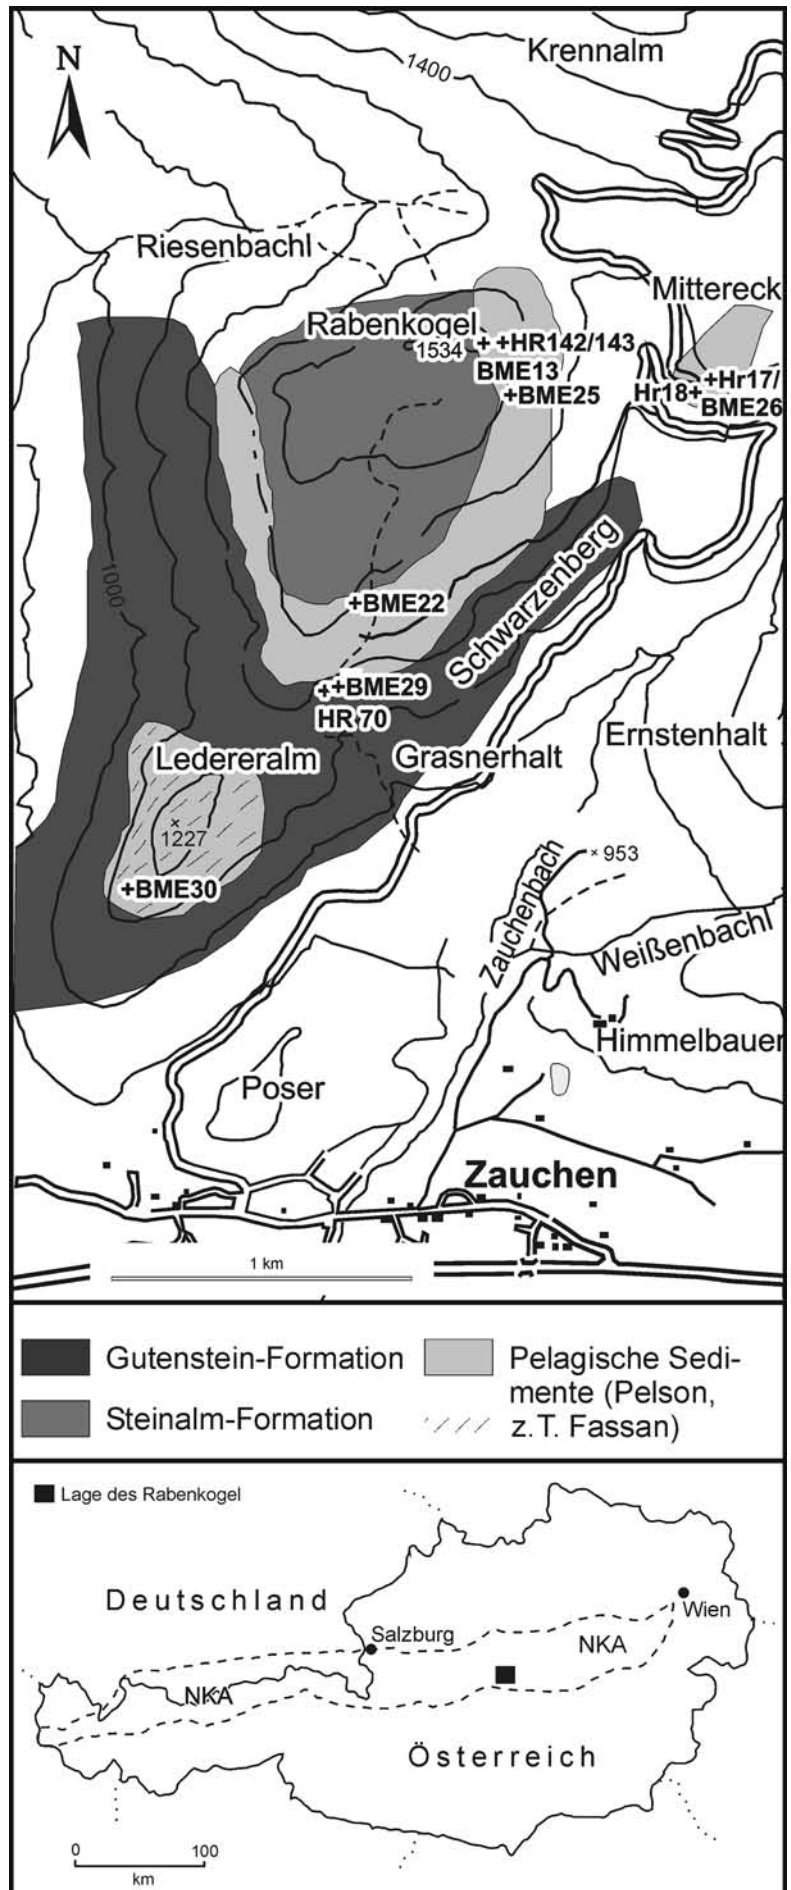 Krennalm
N
1400
Riesenbachl
Mittereck
Rabenkogel
1534
++HR142/143
BME13
+BME25
+Hr17/
Hr18+
BME26
1000
+BME22
Schwarzenberg
++BME29
HR 70
Ledereralm
Grasnerhalt
Ernstenhalt
×
1227
+BME30
× 953
Zauchenbach
Weißenbachl
Himmelbauer
Poser
Zauchen
1 km
Gutenstein-Formation
Steinalm-Formation
Pelagische Sedi-
mente (Pelson,
z.T. Fassan)
Lage des Rabenkogel
Deutschland
Wien
Salzburg
NKA
NKA
Österreich
0 100
km